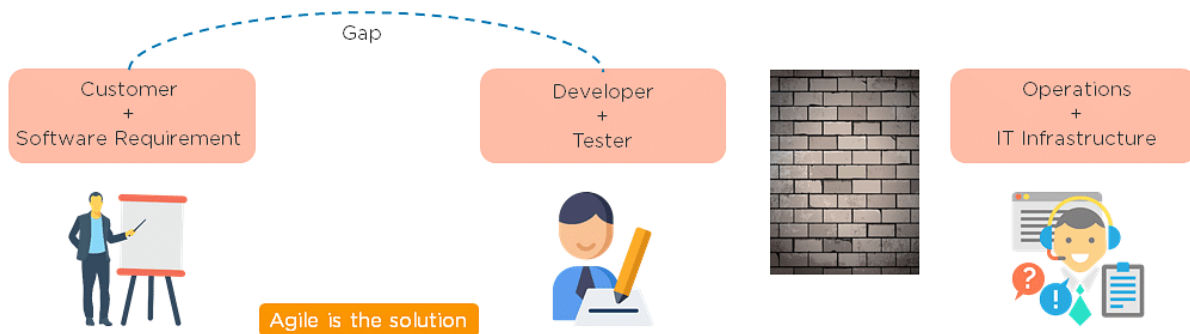 Gap
Customer
+
Software Requirement
Developer
+
Tester
Operations
+
IT Infrastructure
?
!
Agile is the solution